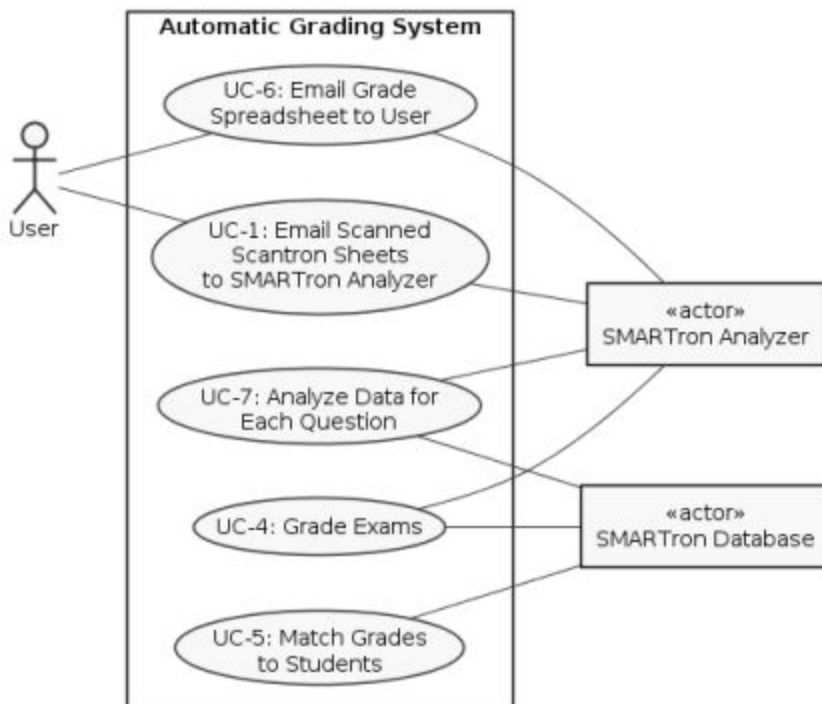 Automatic Grading System
UC-6: Email Grade
Spreadsheet to User
User
UC-1: Email Scanned
Scantron Sheets
to SMARTron Analyzer
«actor»
SMARTron Analyzer
UC-7: Analyze Data for
Each Question
UC-4: Grade Exams
«actor»
SMARTron Database
UC-5: Match Grades
to Students